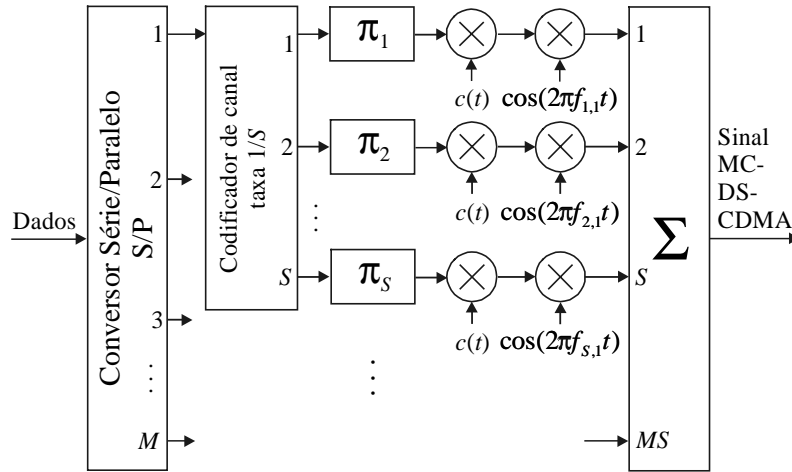 Dados
Conversor Série/Paralelo
S/P
1
2
3
....
M
Codificador de canal
taxa 1/S
1
2
...
S
π1
c(t)
cos(2πf1,1t)
π2
c(t)
cos(2πf2,1t)
...
πS
c(t)
cos(2πfS,1t)
...
1
2
S
MS
Σ
Sinal
MC-
DS-
CDMA